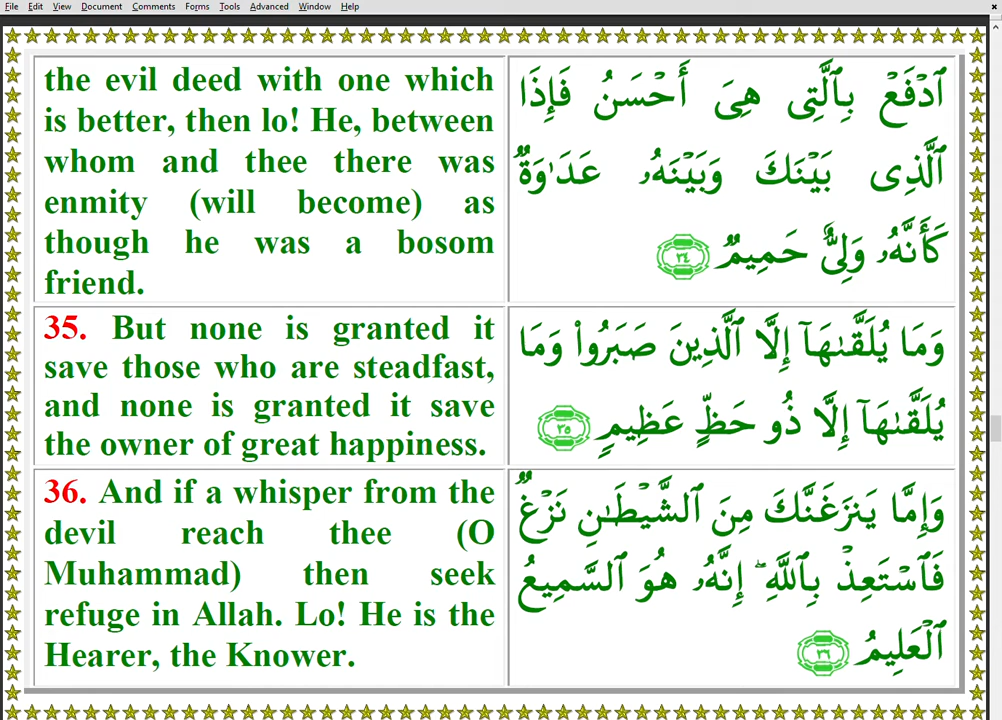 File Edit View Document Comments Forms Tools Advanced Window Help
the evil deed with one which
is better, then lo! He, between
whom and thee there was
enmity (will become) as
though he was a bosom
friend.
ٱدۡفَعۡ بِٱلَّتِى هِىَ أَحۡسَنُ فَإِذَا
ٱلَّذِى بَيۡنَكَ وَبَيۡنَهُۥ عَدَٲوَةٌ۬
كَأَنَّهُۥ وَلِىٌّ حَمِيمٌ۬ ٣٤
35. But none is granted it
save those who are steadfast,
and none is granted it save
the owner of great happiness.
وَمَا يُلَقَّٮٰهَآ إِلَّا ٱلَّذِينَ صَبَرُواْ وَمَا
يُلَقَّٮٰهَآ إِلَّا ذُو حَظٍّ عَظِيمٍ۬ ٣٥
36. And if a whisper from the
devil reach thee (O
Muhammad) then seek
refuge in Allah. Lo! He is the
Hearer, the Knower.
وَإِمَّا يَنزَغَنَّكَ مِنَ ٱلشَّيۡطَـٰنِ نَزۡغٌ۬
فَٱسۡتَعِذۡ بِٱللَّهِ‌ۖ إِنَّهُۥ هُوَ ٱلسَّمِيعُ
ٱلۡعَلِيمُ ٣٦